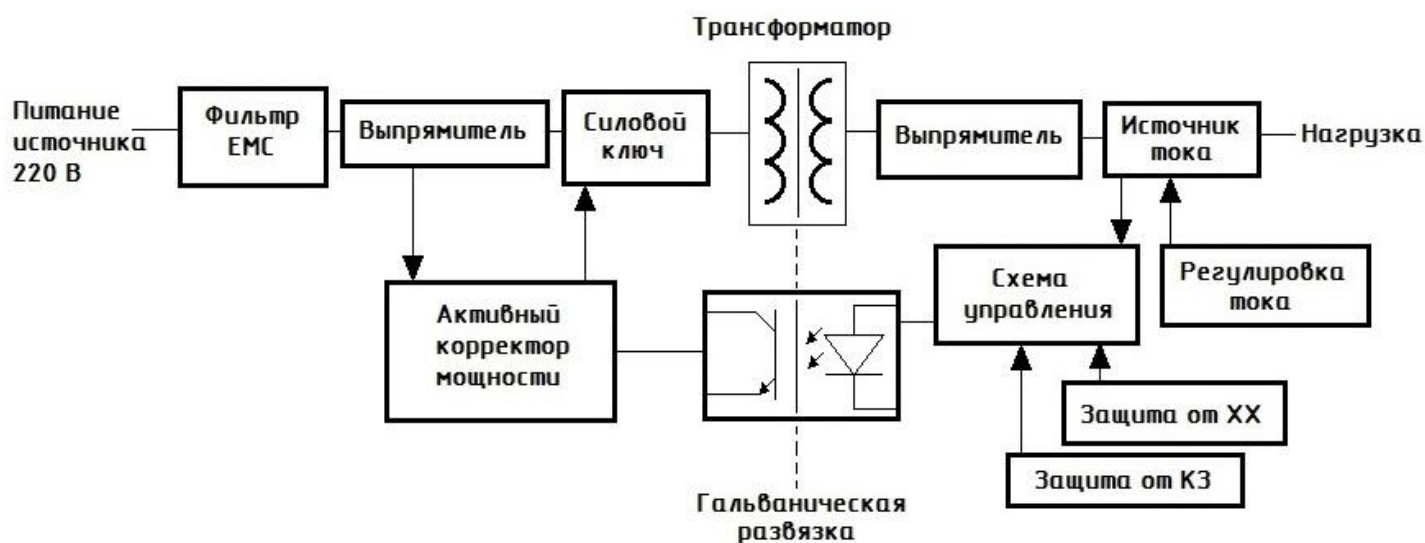 Трансформатор
Питание
источника
220 В
Фильтр
ЕМС
Выпрямитель
Силовой
ключ
Выпрямитель
Источник
тока
Нагрузка
Активный
корректор
мощности
Схема
управления
Регулировка
тока
Защита от ХХ
Защита от КЗ
Гальваническая
развязка